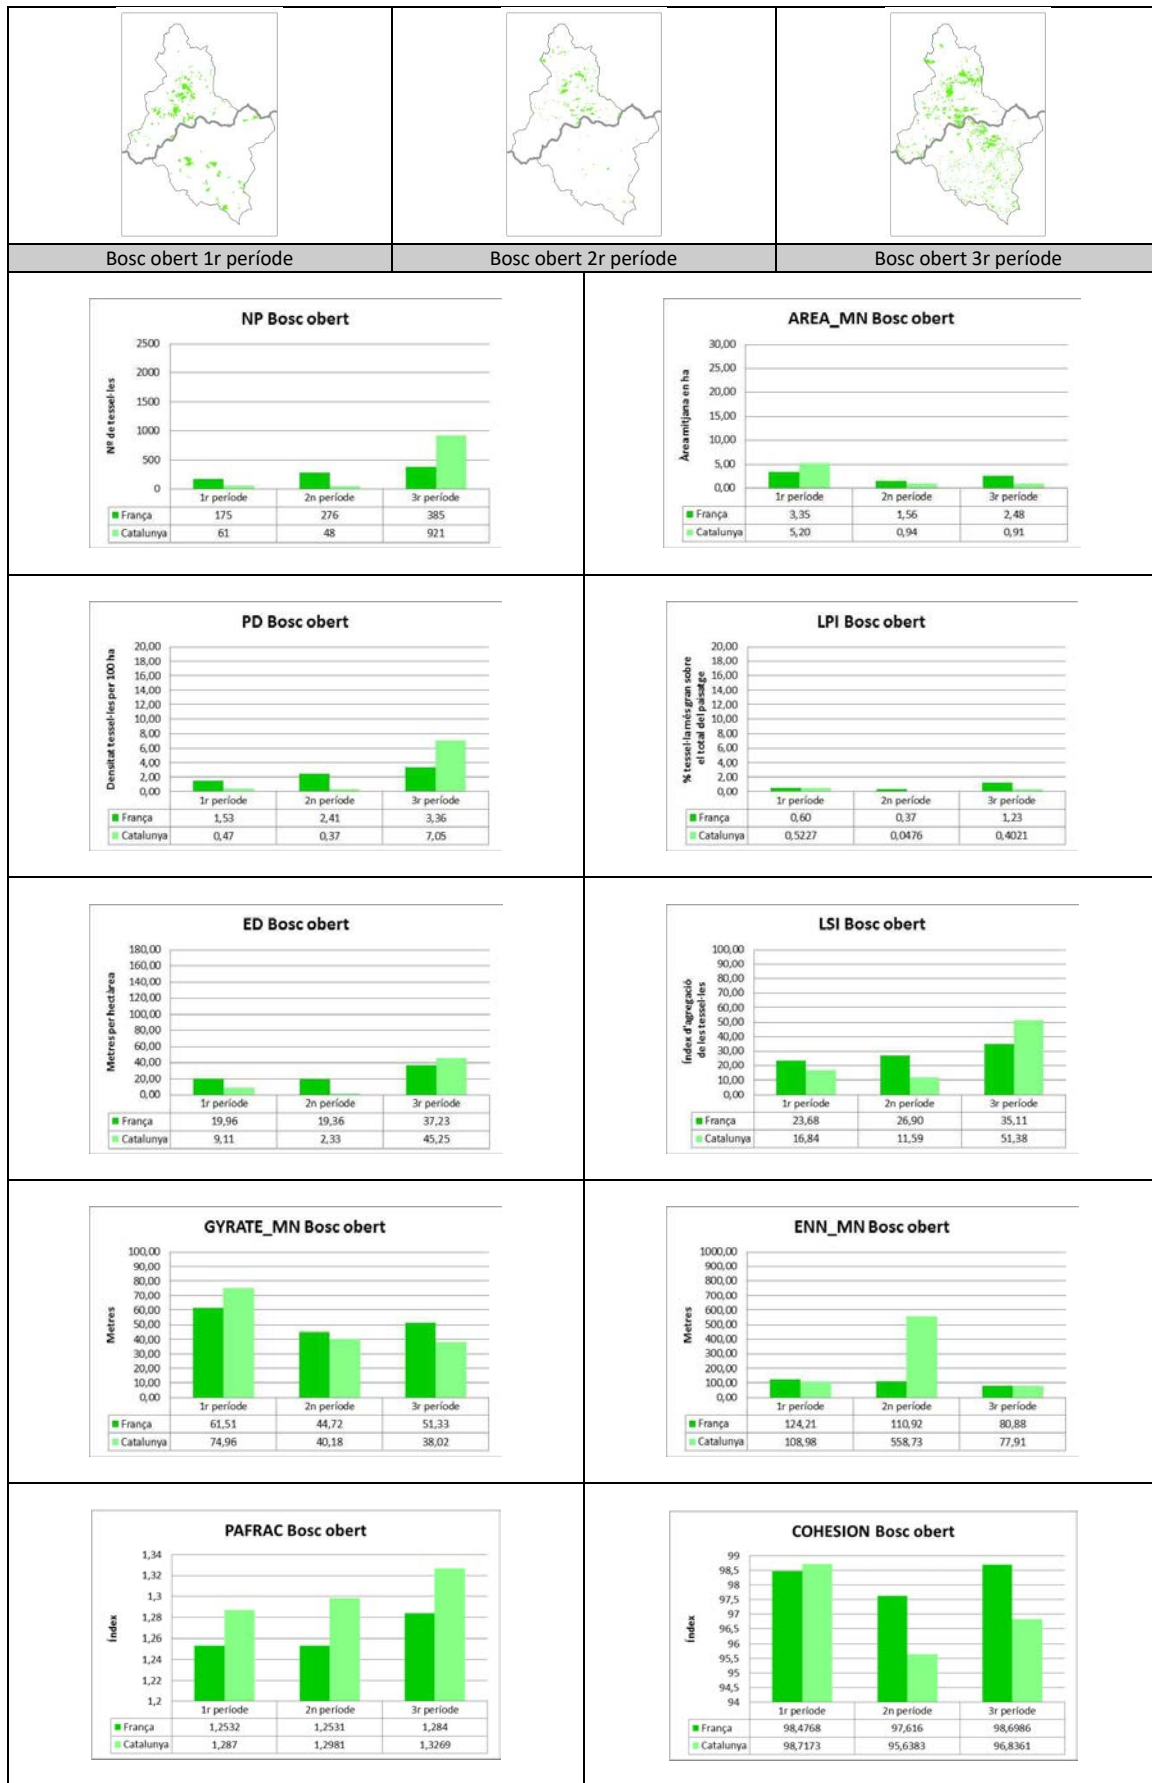 Bosc obert 1r període
Bosc obert 2r període
Bosc obert 3r període
NP Bosc obert
Nº de tessel·les
2500
2000
1500
1000
500
0
1r període 2n període 3r període
França 175 276 385
Catalunya 61 48 921
AREA_MN Bosc obert
Àrea mitjana en ha
30,00
25,00
20,00
15,00
10,00
5,00
0,00
1r període 2n període 3r període
França 3,35 1,56 2,48
Catalunya 5,20 0,94 0,91
PD Bosc obert
Densitat tessel·les per 100 ha
20,00
18,00
16,00
14,00
12,00
10,00
8,00
6,00
4,00
2,00
0,00
1r període 2n període 3r període
França 1,53 2,41 3,36
Catalunya 0,47 0,37 7,05
LPI Bosc obert
% tessel·la més gran sobre
el total del paisatge
20,00
18,00
16,00
14,00
12,00
10,00
8,00
6,00
4,00
2,00
0,00
1r període 2n període 3r període
França 0,60 0,37 1,23
Catalunya 0,5227 0,0476 0,4021
ED Bosc obert
Metres per hectàrea
180,00
160,00
140,00
120,00
100,00
80,00
60,00
40,00
20,00
0,00
1r període 2n període 3r període
França 19,96 19,36 37,23
Catalunya 9,11 2,33 45,25
LSI Bosc obert
Índex d'agregació
de les tessel·les
100,00
90,00
80,00
70,00
60,00
50,00
40,00
30,00
20,00
10,00
0,00
1r període 2n període 3r període
França 23,68 26,90 35,11
Catalunya 16,84 11,59 51,38
GYRATE_MN Bosc obert
Metres
100,00
90,00
80,00
70,00
60,00
50,00
40,00
30,00
20,00
10,00
0,00
1r període 2n període 3r període
França 61,51 44,72 51,33
Catalunya 74,96 40,18 38,02
ENN_MN Bosc obert
Metres
1000,00
900,00
800,00
700,00
600,00
500,00
400,00
300,00
200,00
100,00
0,00
1r període 2n període 3r període
França 124,21 110,92 80,88
Catalunya 108,98 558,73 77,91
PAFRAC Bosc obert
Índex
1,34
1,32
1,3
1,28
1,26
1,24
1,22
1,2
1r període 2n període 3r període
França 1,2532 1,2531 1,284
Catalunya 1,287 1,2981 1,3269
COHESION Bosc obert
Índex
99
98,5
98
97,5
97
96,5
96
95,5
95
94,5
94
1r període 2n període 3r període
França 98,4768 97,616 98,6986
Catalunya 98,7173 95,6383 96,8361